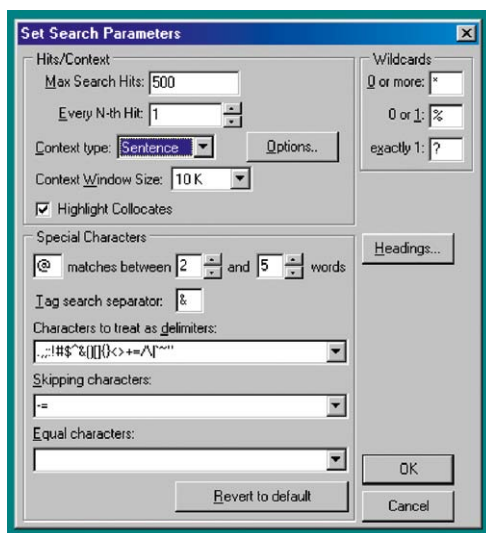 Set Search Parameters
Hits/Context
Max Search Hits: 500
Every N-th Hit: 1
Context type: Sentence Options..
Context Window Size: 10 K
Highlight Collocates
Wildcards
0 or more: *
0 or 1: %
exactly 1: ?
Special Characters
@ matches between 2 and 5 words
Tag search separator: &
Characters to treat as delimiters:
Skipping characters:
-=
Equal characters:
Revert to default
Headings...
OK
Cancel